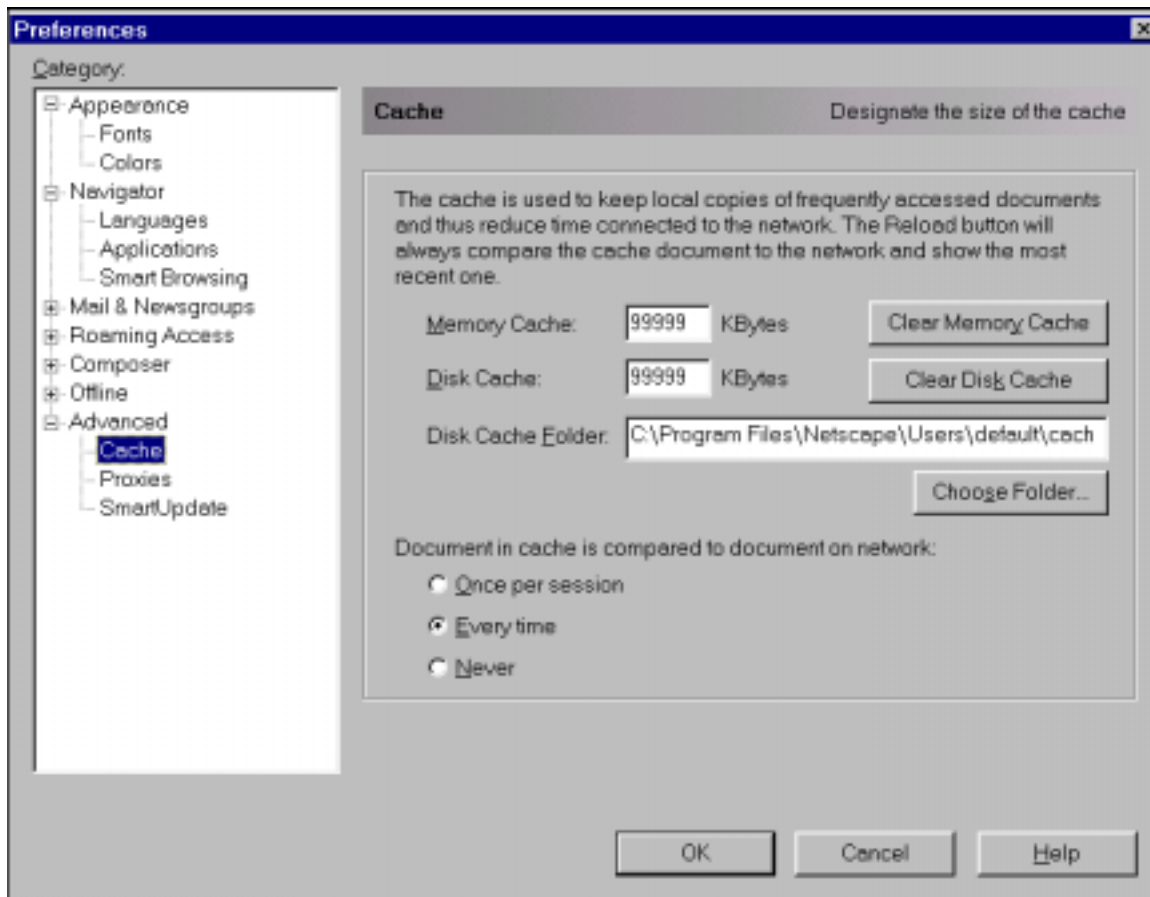 Preferences
Category:
Appearance
Fonts
Colors
Navigator
Languages
Applications
Smart Browsing
Mail & Newsgroups
Roaming Access
Composer
Offline
Advanced
Cache
Proxies
SmartUpdate
Cache Designate the size of the cache
The cache is used to keep local copies of frequently accessed documents
and thus reduce time connected to the network. The Reload button will
always compare the cache document to the network and show the most
recent one.
Memory Cache: 99999 KBytes Clear Memory Cache
Disk Cache: 99999 KBytes Clear Disk Cache
Disk Cache Folder: C:\Program Files\Netscape\Users\default\cach
Choose Folder...
Document in cache is compared to document on network:
Once per session
Every time
Never
OK Cancel Help